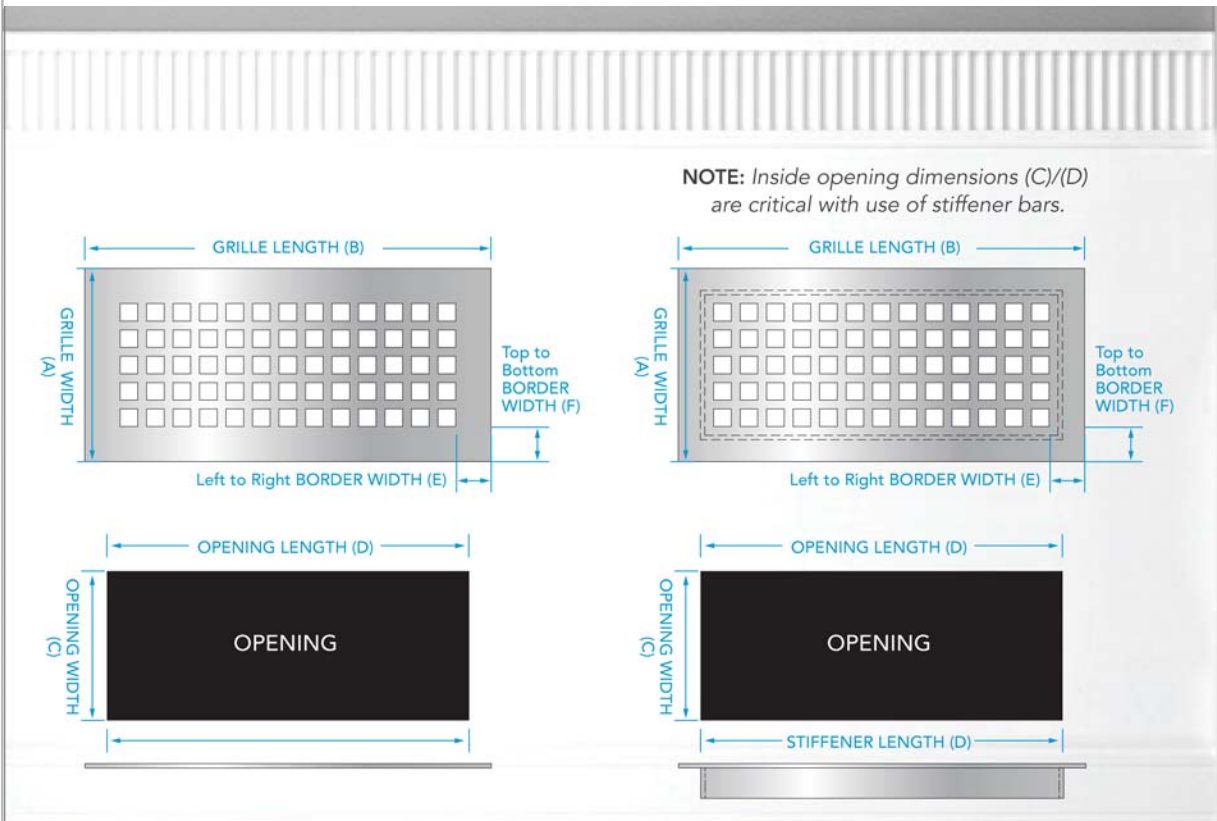 NOTE: Inside opening dimensions (C)/(D)
are critical with use of stiffener bars.
GRILLE LENGTH (B)
GRILLE WIDTH
(A)
Top to
Bottom
BORDER
WIDTH (F)
Left to Right BORDER WIDTH (E)
OPENING LENGTH (D)
OPENING WIDTH
(C)
OPENING
GRILLE LENGTH (B)
GRILLE WIDTH
(A)
Top to
Bottom
BORDER
WIDTH (F)
Left to Right BORDER WIDTH (E)
OPENING LENGTH (D)
OPENING WIDTH
(C)
OPENING
STIFFENER LENGTH (D)